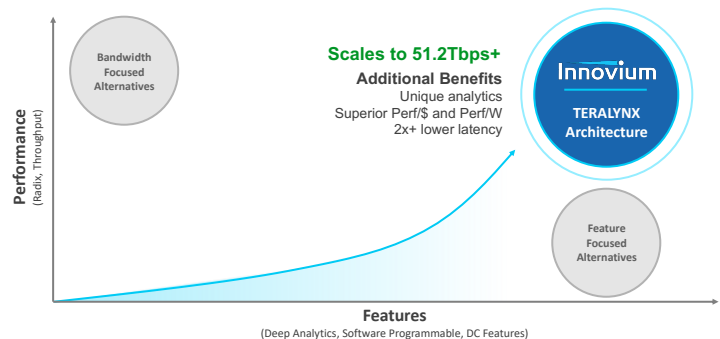 Performance
(Radix, Throughput)
Bandwidth
Focused
Alternatives
Scales to 51.2Tbps+
Additional Benefits
Unique analytics
Superior Perf/$ and Perf/W
2x+ lower latency
Innovium
TERALYNX
Architecture
Feature
Focused
Alternatives
Features
(Deep Analytics, Software Programmable, DC Features)